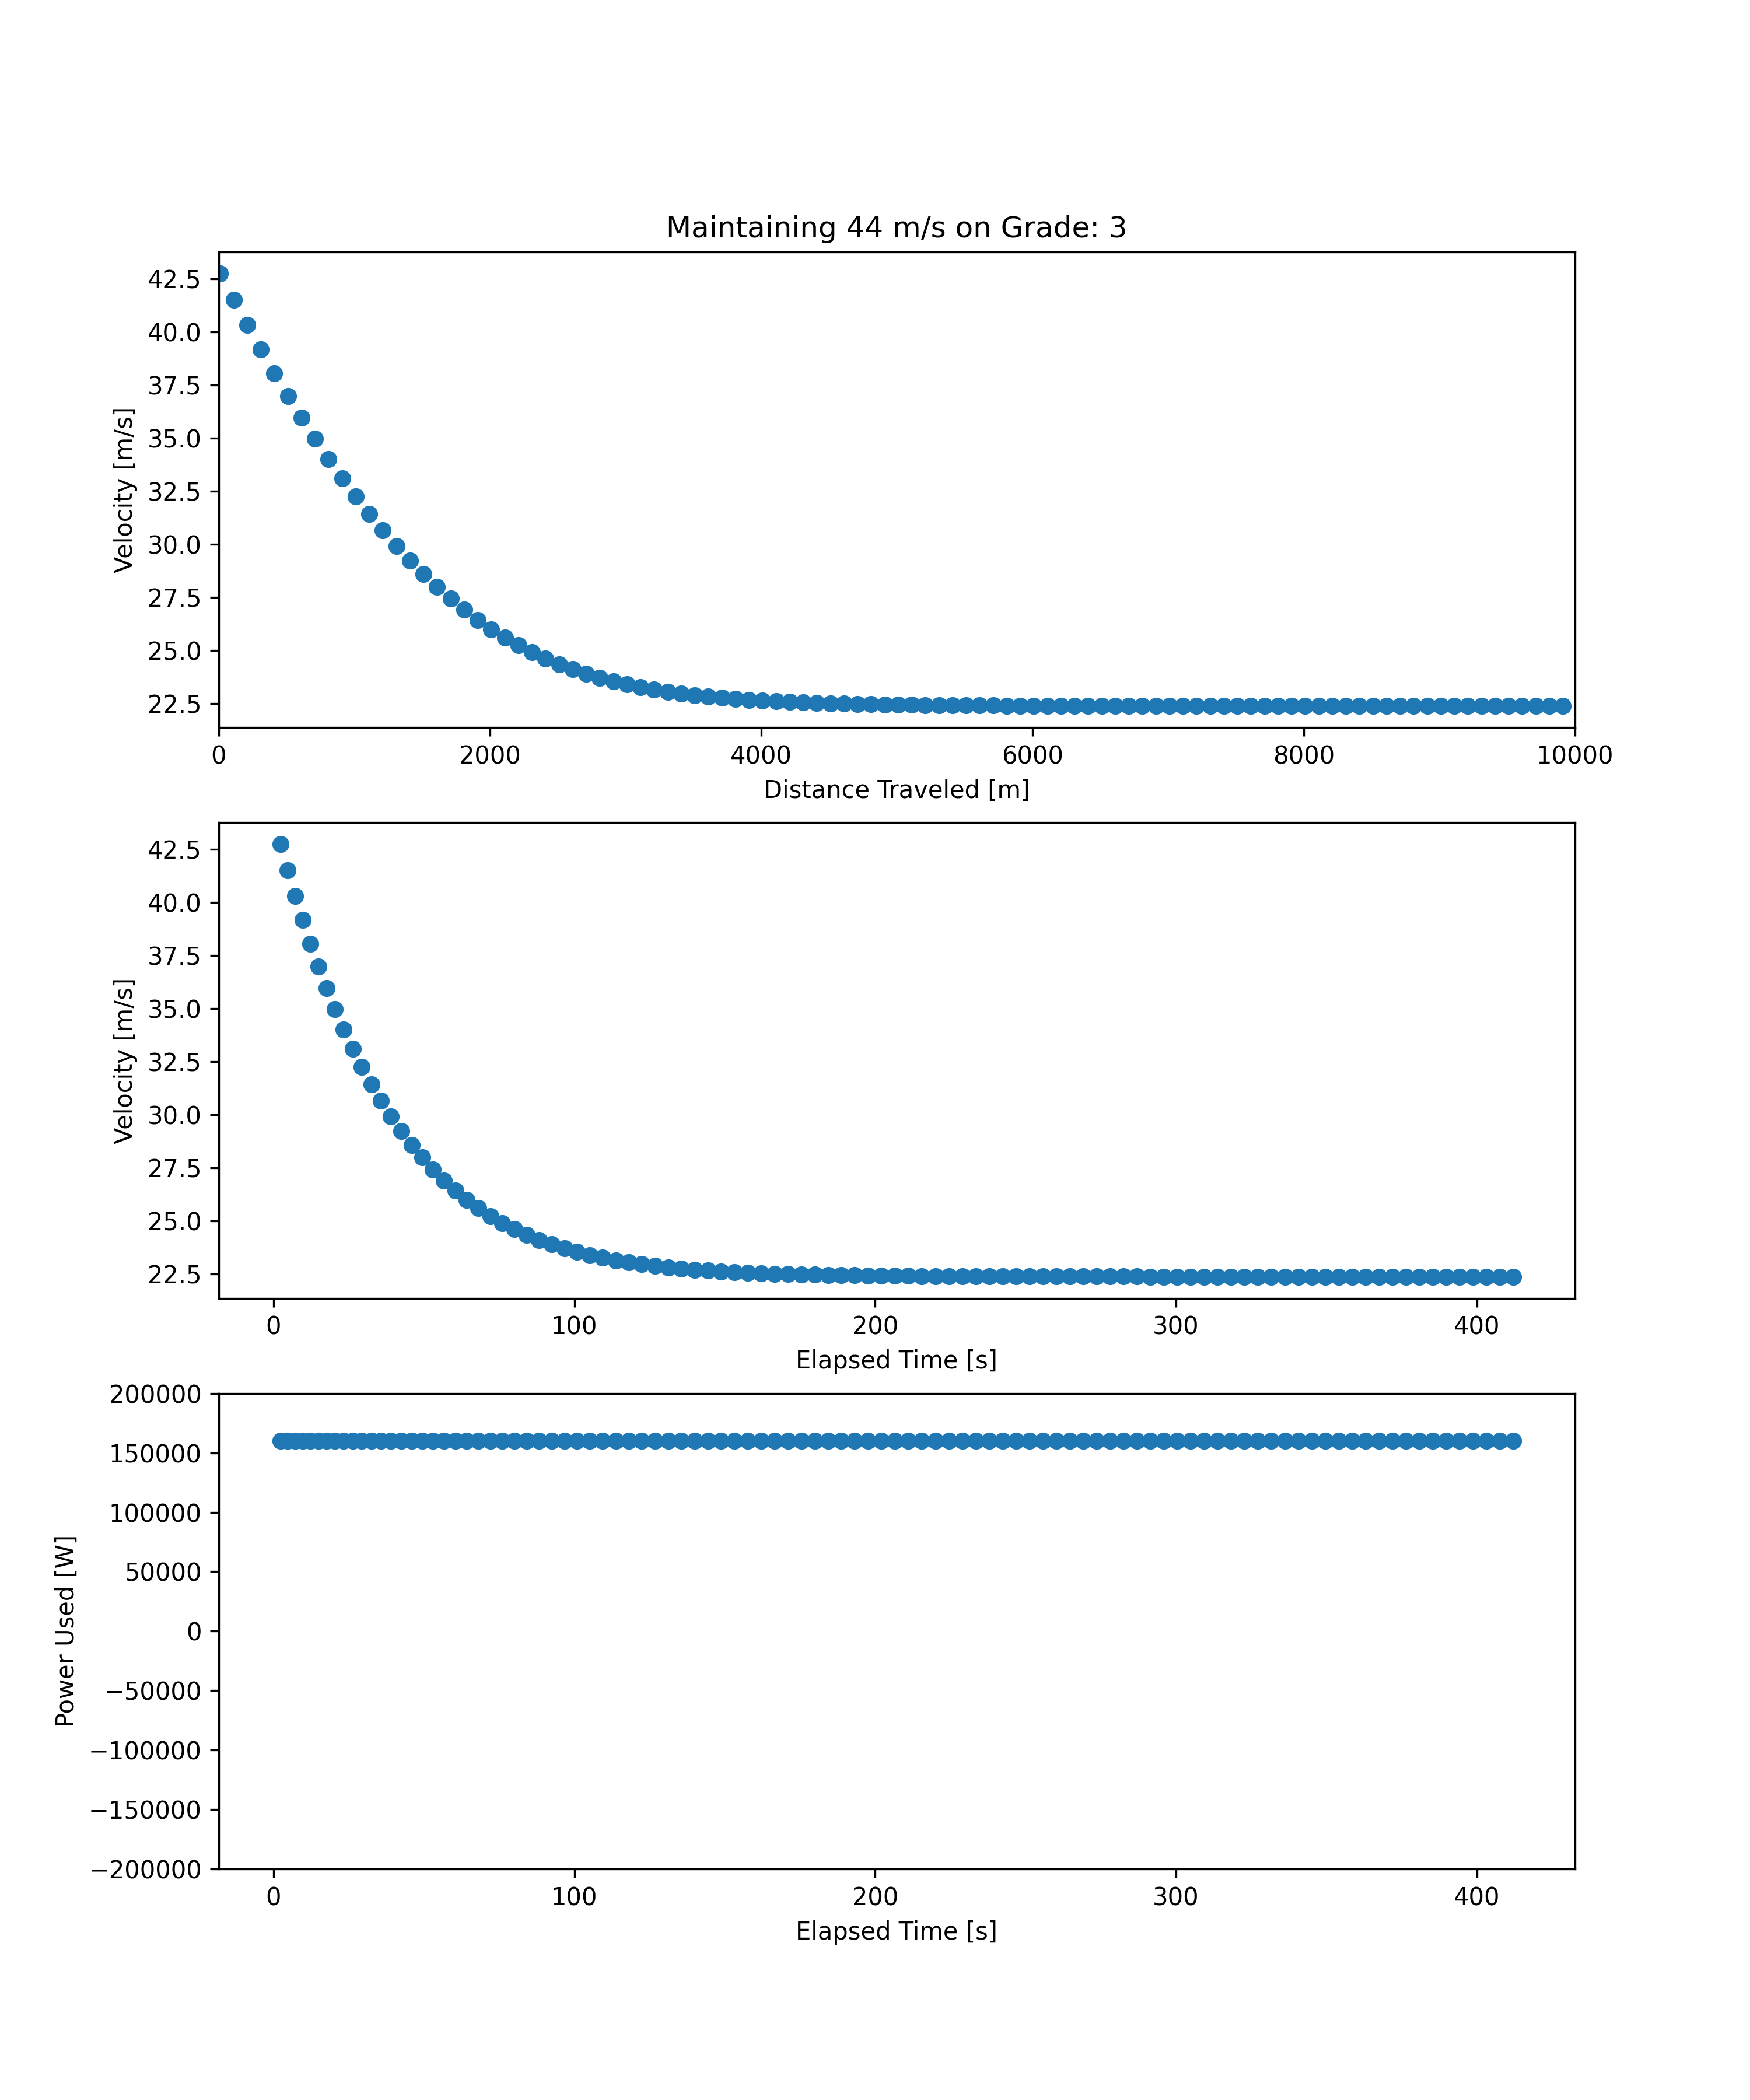 Maintaining 44 m/s on Grade: 3
42.5
40.0
37.5
35.0
32.5
30.0
27.5
25.0
22.5
Velocity [m/s]
0 2000 4000 6000 8000 10000
Distance Traveled [m]
42.5
40.0
37.5
35.0
32.5
30.0
27.5
25.0
22.5
Velocity [m/s]
0 100 200 300 400
Elapsed Time [s]
200000
150000
100000
50000
0
−50000
−100000
−150000
−200000
Power Used [W]
0 100 200 300 400
Elapsed Time [s]